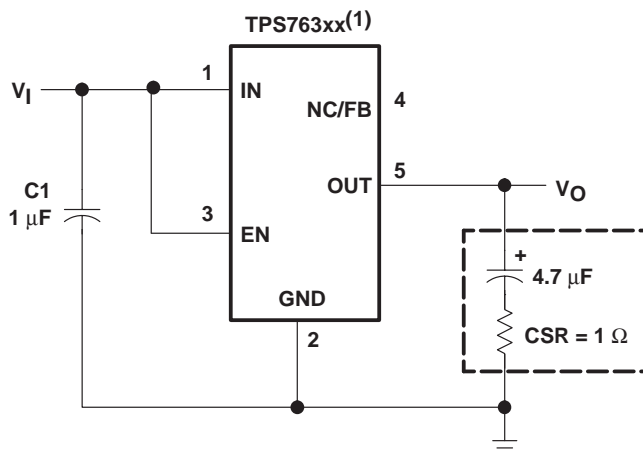 TPS763xx(1)
VI
1
IN
NC/FB
4
5
OUT
VO
C1
1 μF
3
EN
+
4.7 μF
GND
2
CSR = 1 Ω